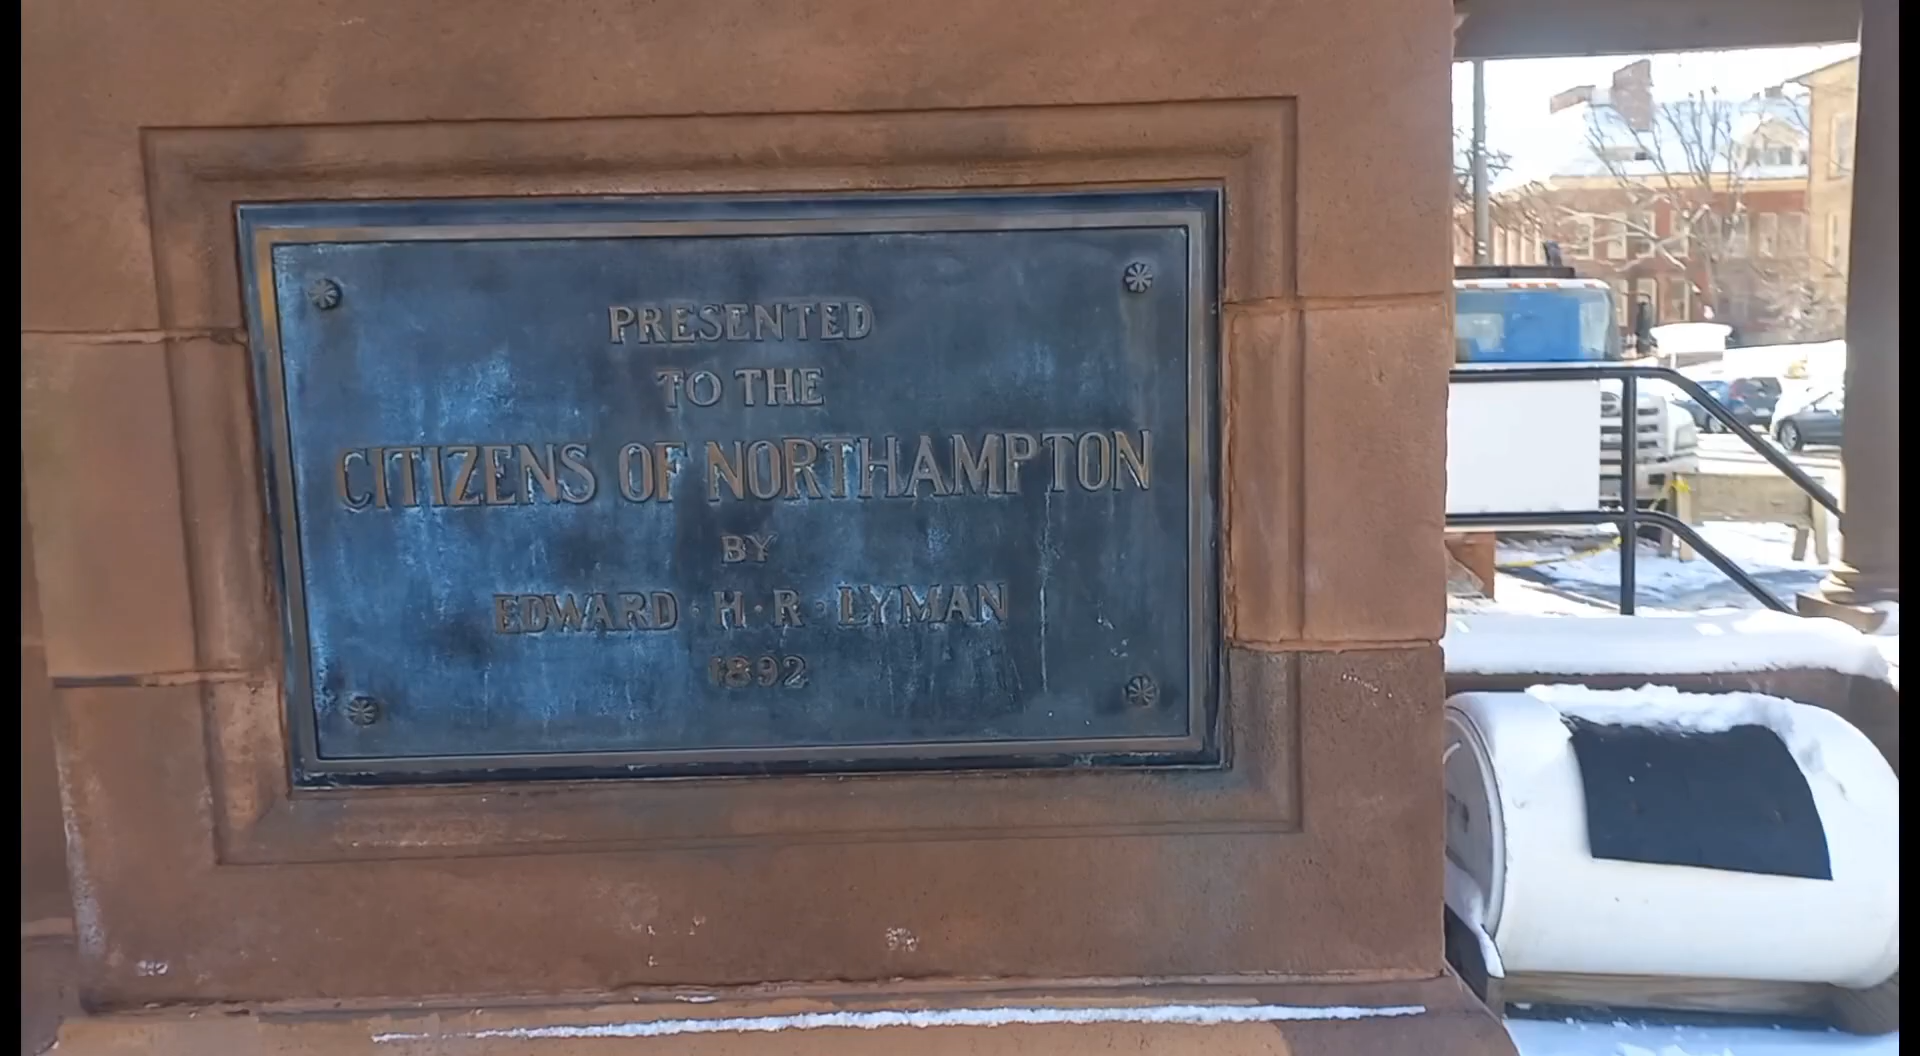 PRESENTED
TO THE
CITIZENS OF NORTHAMPTON
BY
EDWARD · H · R · LYMAN
1892